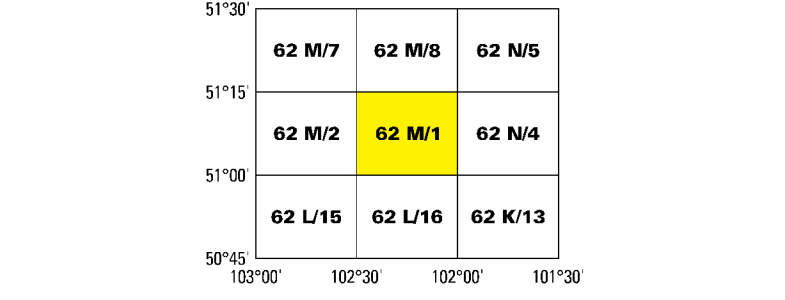 51°30'
62 M/7 62 M/8 62 N/5
51°15'
62 M/2 62 M/1 62 N/4
51°00'
62 L/15 62 L/16 62 K/13
50°45'
103°00' 102°30' 102°00' 101°30'